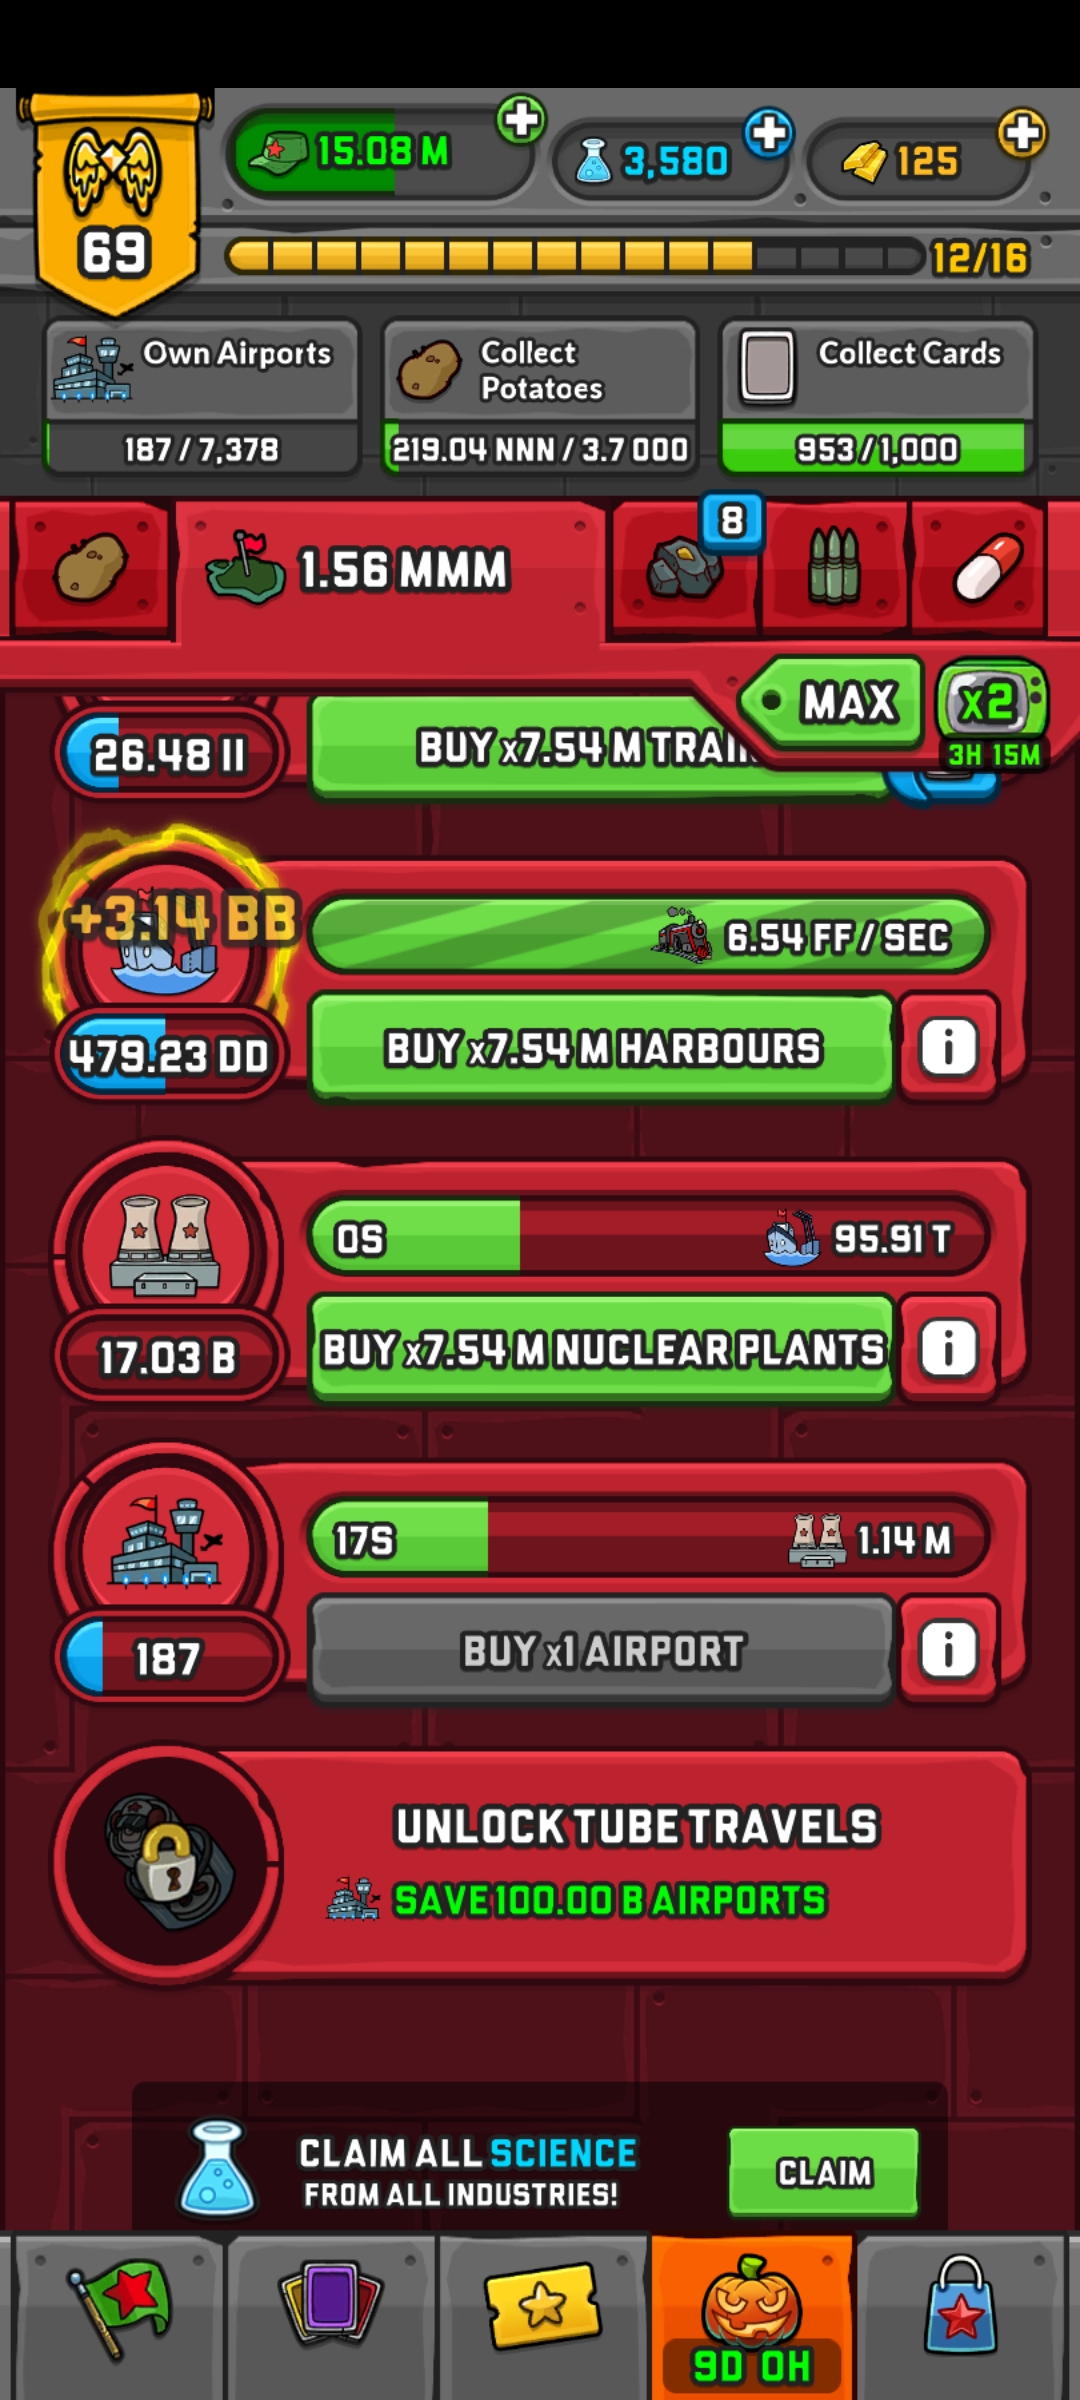 15.08 M
3,580
125
69
12/16
Own Airports
Collect
Potatoes
Collect Cards
187 / 7,378
219.04 NNN / 3.7 OOO
953 / 1,000
8
1.56 MMM
MAX
x2
3H 15M
26.48 II
BUY x7.54 M
+3.14 BB
6.54 FF / SEC
479.23 DD
BUY x7.54 M HARBOURS
i
0S
95.91 T
17.03 B
BUY x7.54 M NUCLEAR PLANTS
i
17S
1.14 M
187
BUY x1 AIRPORT
i
UNLOCK TUBE TRAVELS
SAVE 100.00 B AIRPORTS
CLAIM ALL SCIENCE
FROM ALL INDUSTRIES!
CLAIM
9D 0H